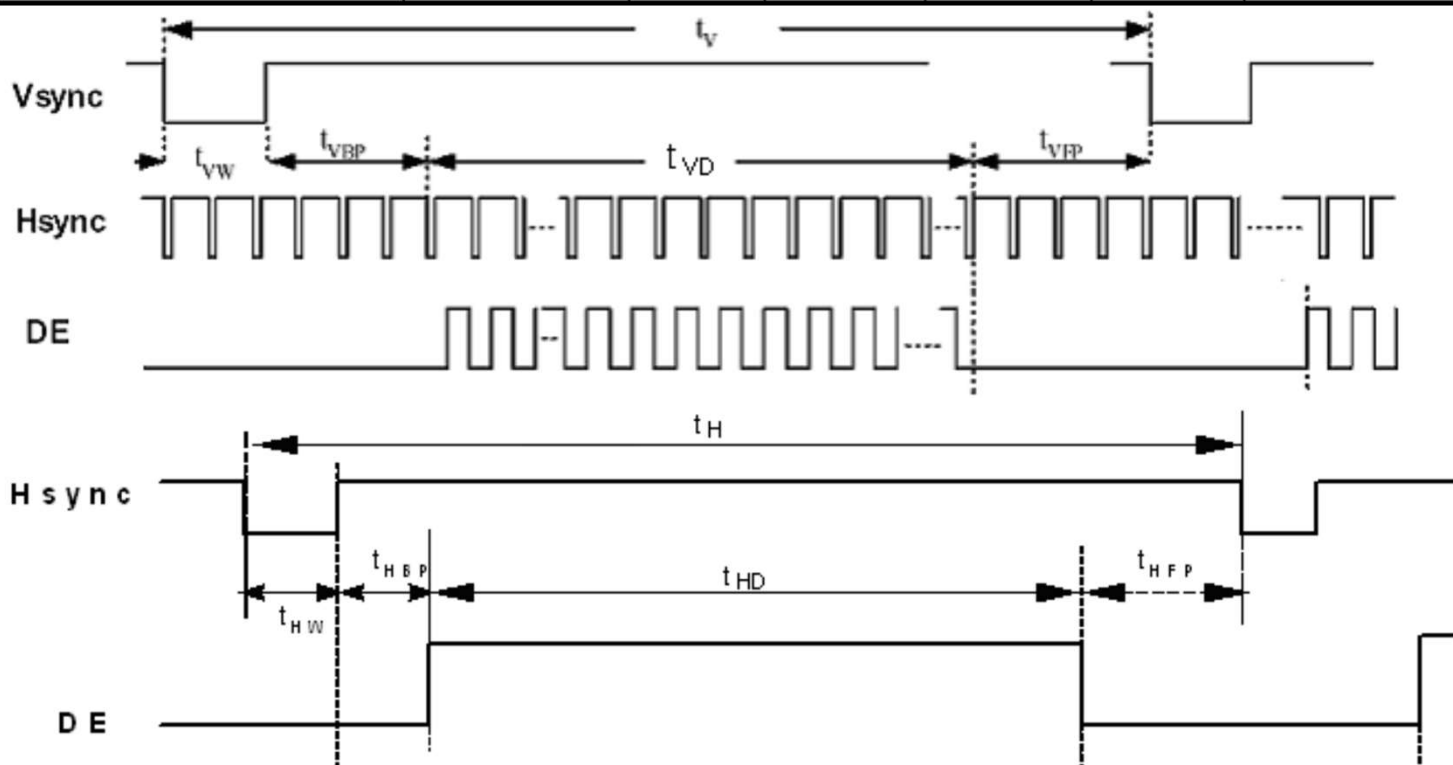 tV
Vsync
tVW tVBP tVD tVFP
Hsync
DE
tH
Hsync
tHW tHBP tHD tHFP
DE